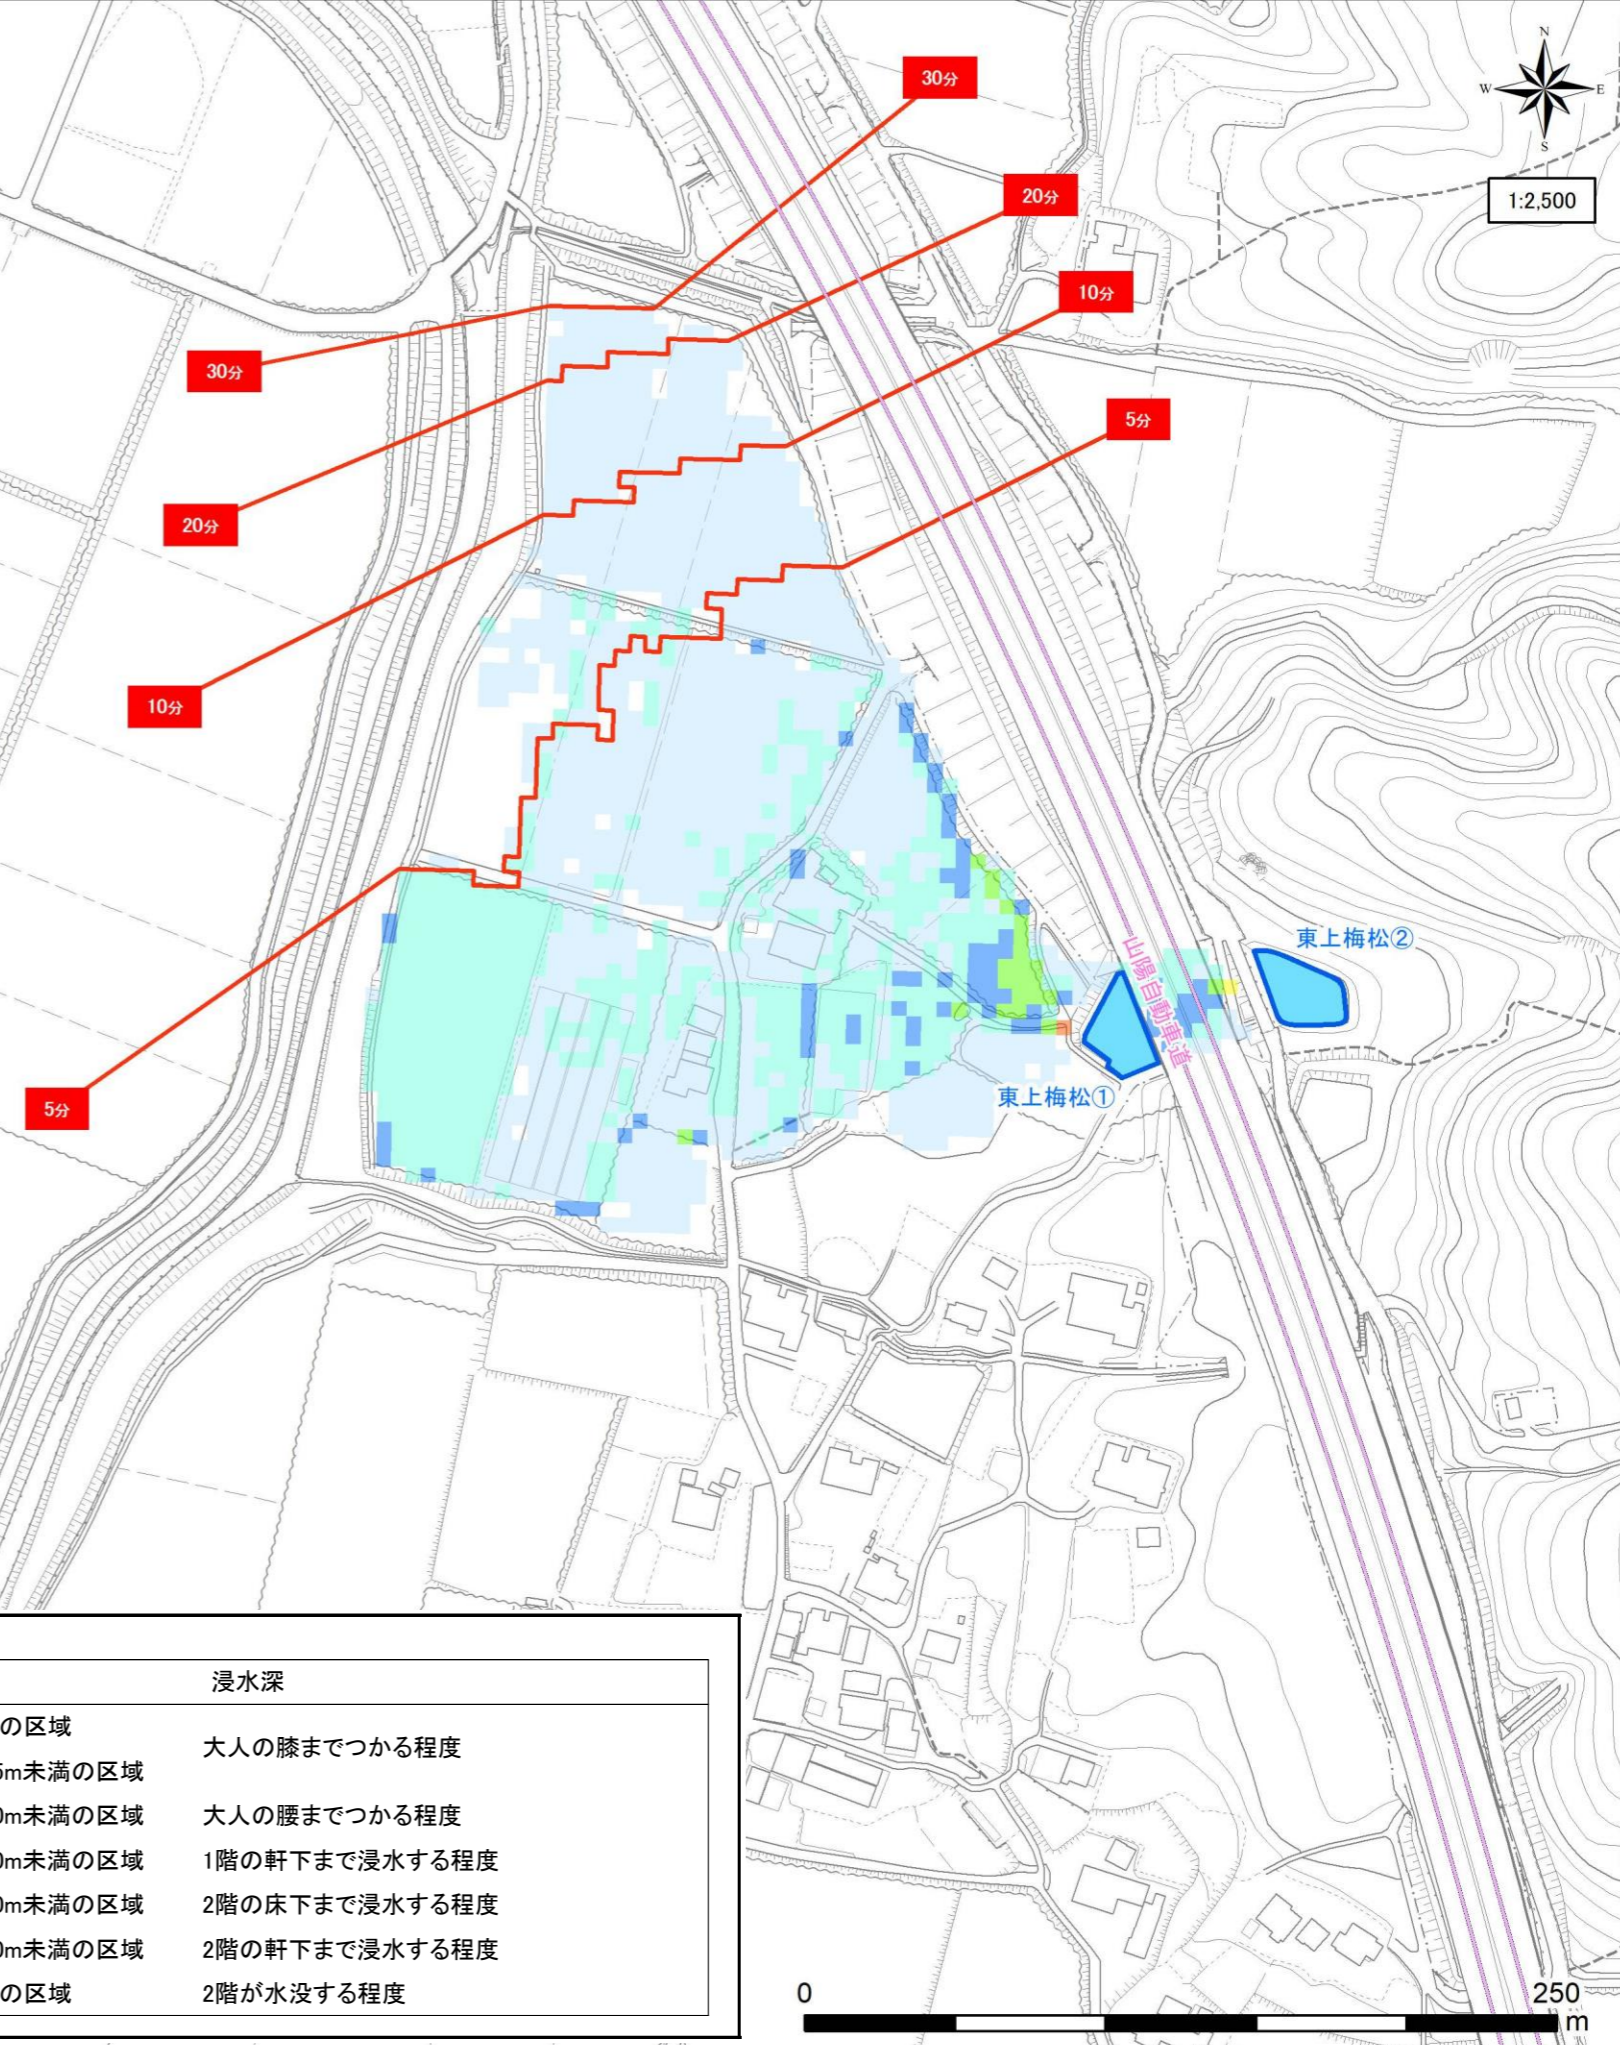 N
W E
S
1:2,500
30分
20分
10分
5分
30分
20分
10分
5分
山陽自動車道
東上梅松②
東上梅松①
浸水深
の区域
大人の膝までつかる程度
5m未満の区域
0m未満の区域 大人の腰までつかる程度
0m未満の区域 1階の軒下まで浸水する程度
0m未満の区域 2階の床下まで浸水する程度
0m未満の区域 2階の軒下まで浸水する程度
の区域 2階が水没する程度
0 250
m